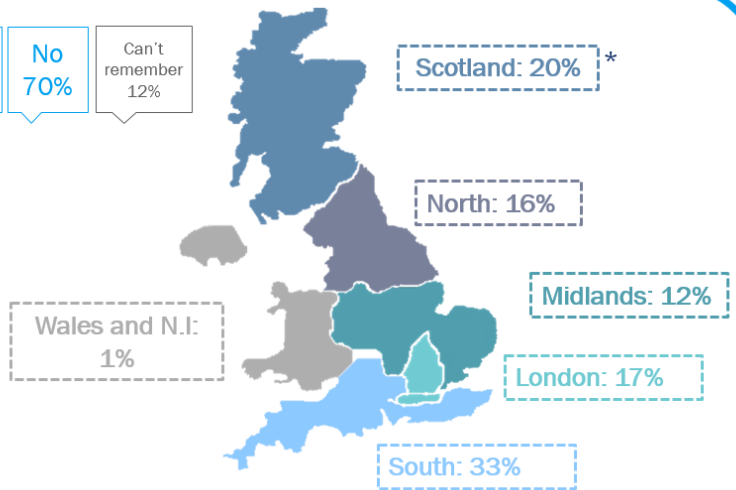 No
70%
Can't
remember
12%
Scotland: 20% *
North: 16%
Midlands: 12%
Wales and N.I:
1%
London: 17%
South: 33%